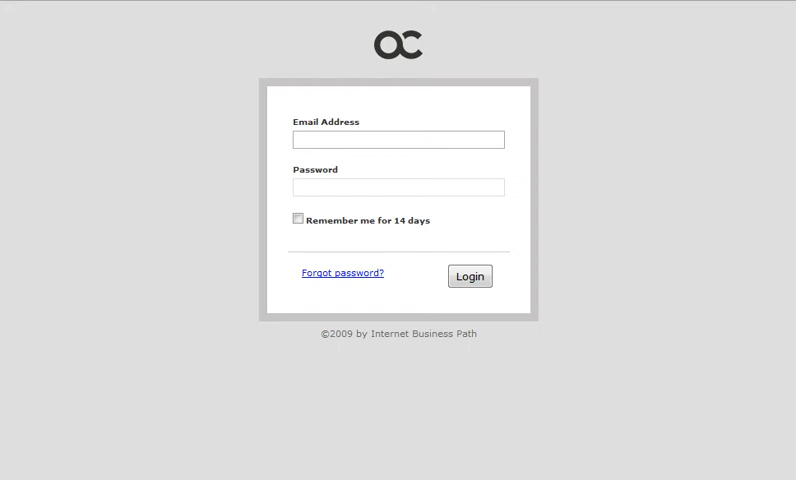 OC
Email Address
Password
Remember me for 14 days
Forgot password?
Login
©2009 by Internet Business Path